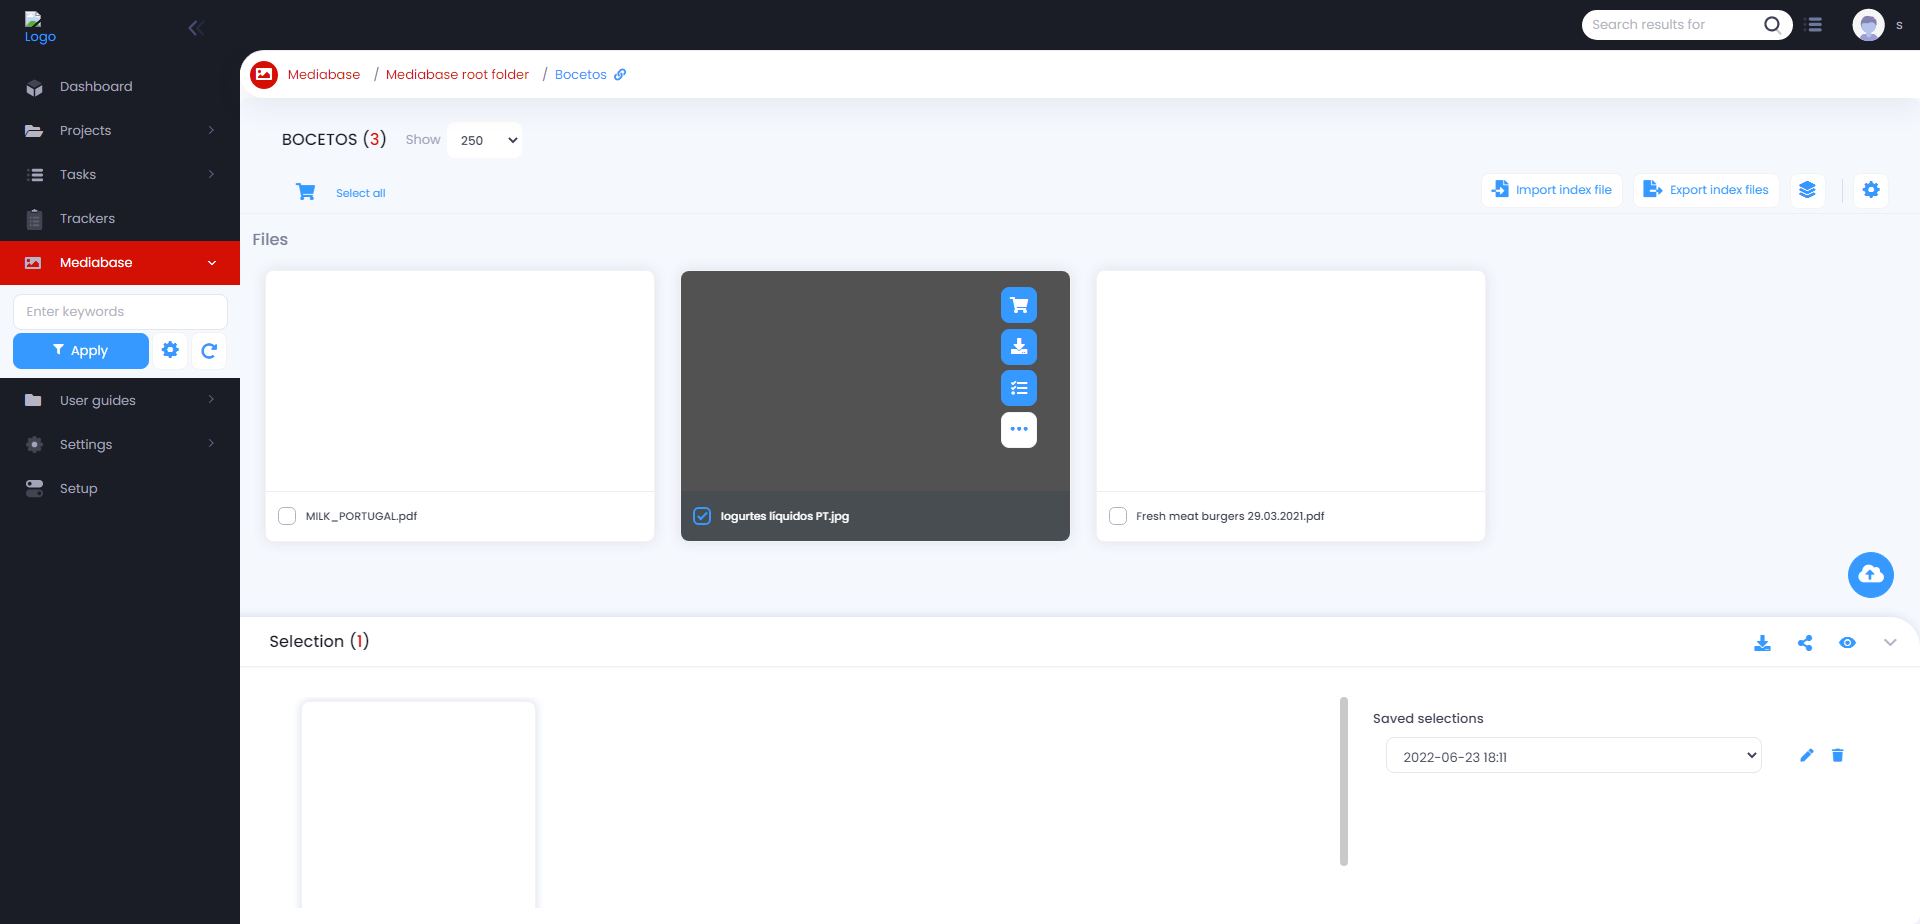 Logo
Search results for
s
Dashboard
Projects
Tasks
Trackers
Mediabase
Enter keywords
Apply
User guides
Settings
Setup
Mediabase / Mediabase root folder / Bocetos
BOCETOS (3) Show 250
Select all
Import index file
Export index files
Files
MILK_PORTUGAL.pdf
Iogurtes líquidos PT.jpg
Fresh meat burgers 29.03.2021.pdf
Selection (1)
Saved selections
2022-06-23 18:11